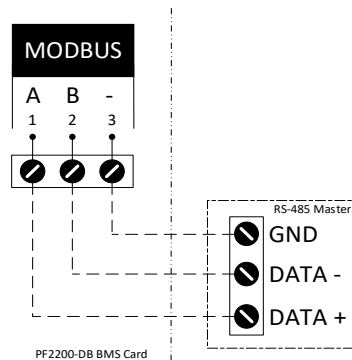 MODBUS
A B -
1 2 3
RS-485 Master
GND
DATA -
DATA +
PF2200-DB BMS Card